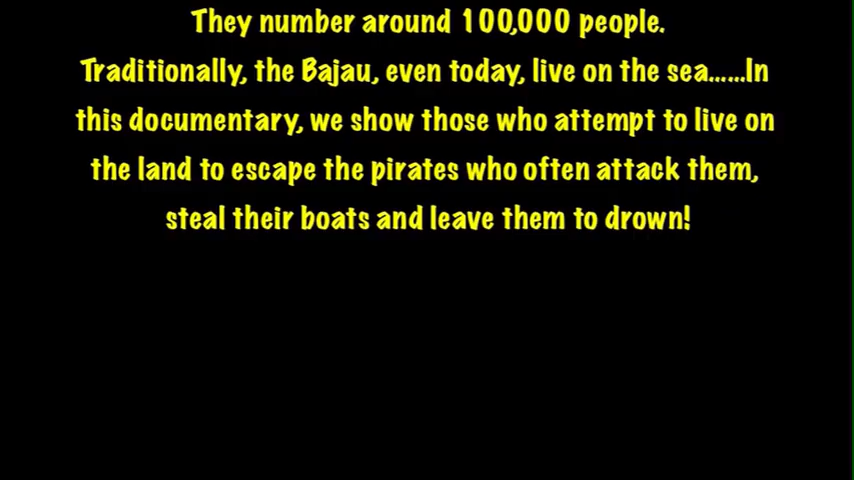 They number around 100,000 people.
Traditionally, the Bajau, even today, live on the sea......In
this documentary, we show those who attempt to live on
the land to escape the pirates who often attack them,
steal their boats and leave them to drown!